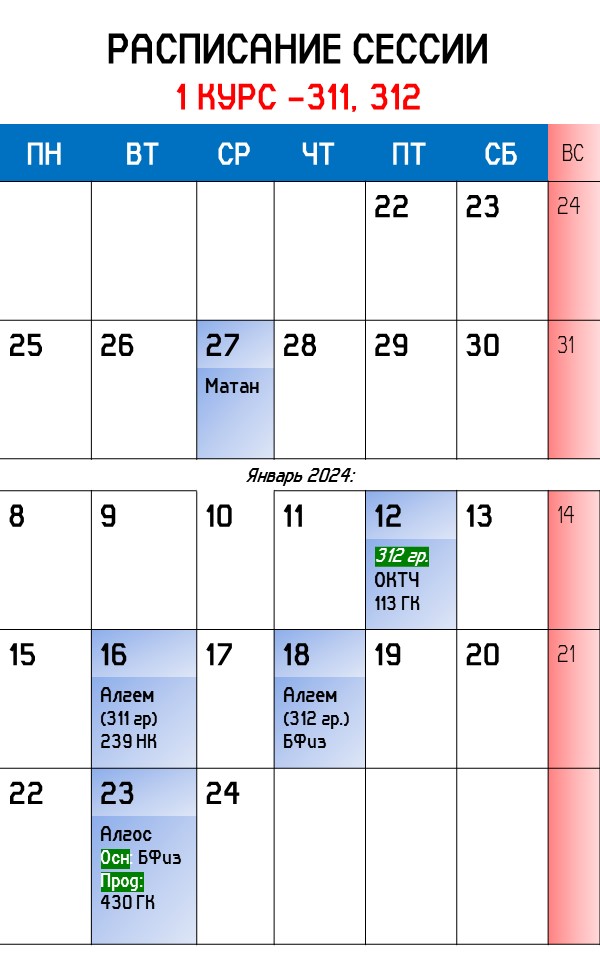 РАСПИСАНИЕ СЕССИИ
1 КУРС –311, 312
ПН ВТ СР ЧТ ПТ СБ ВС
22 23 24
25 26 27 28 29 30 31
Матан
Январь 2024:
8 9 10 11 12 13 14
312 гр.
ОКТЧ
113 ГК
15 16 17 18 19 20 21
Алгем Алгем
(311 гр) (312 гр.)
239 НК БФиз
22 23 24
Алгос
Осн: БФиз
Прод:
430 ГК